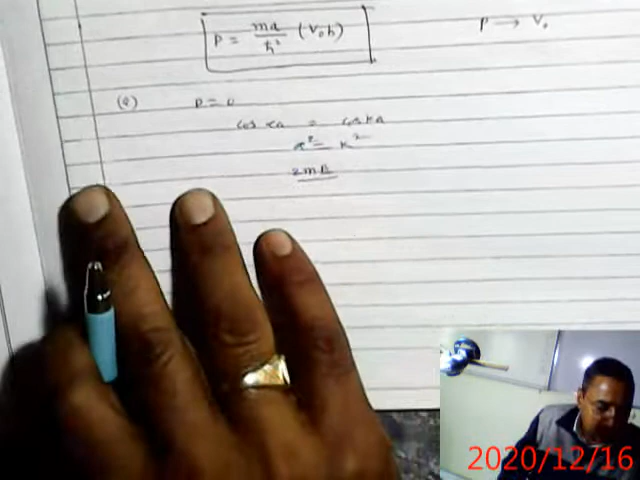 P = ma/ħ² (V₀b)
P → V₀
(a) P = 0
cos αa = cos ka
α² = k²
2mE
2020/12/16